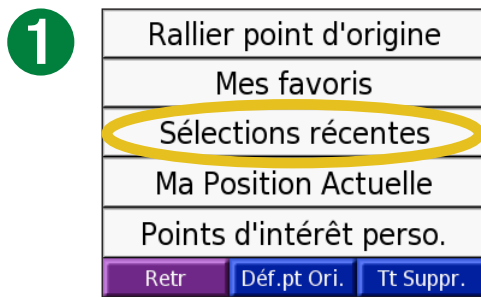 1
Rallier point d'origine
Mes favoris
Sélections récentes
Ma Position Actuelle
Points d'intérêt perso.
Retr Déf.pt Ori. Tt Suppr.